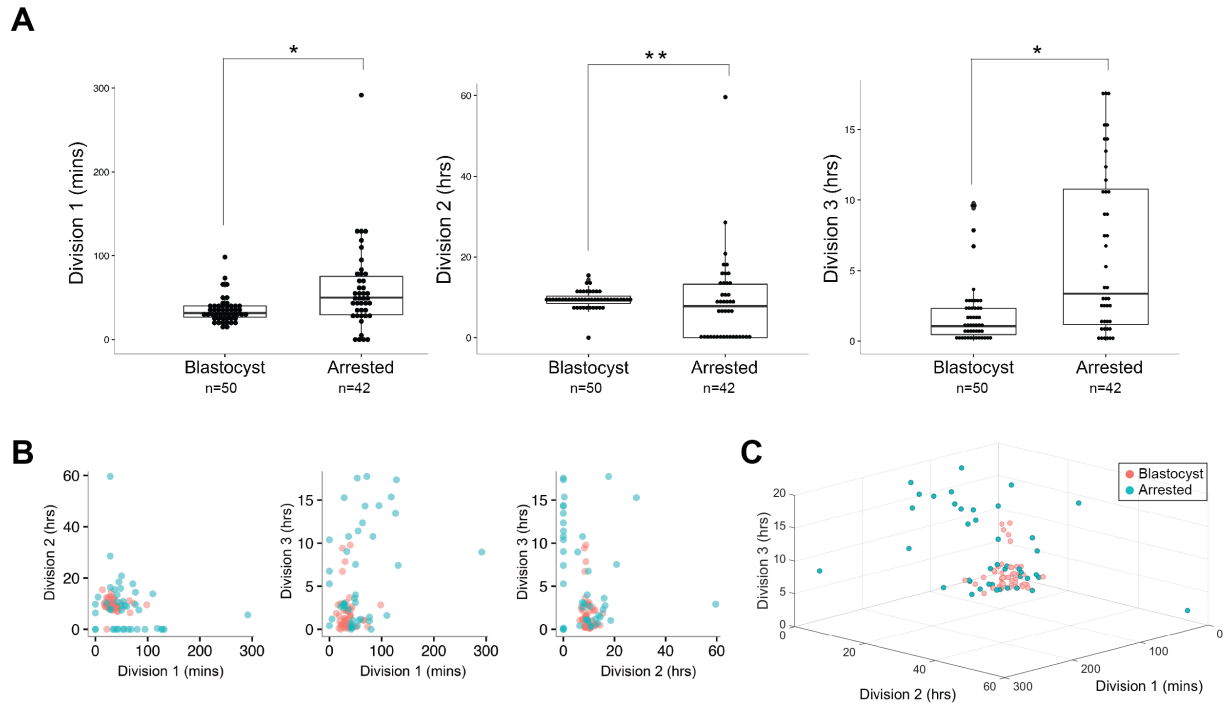 A
*
**
*
Division 1 (mins)
300
200
100
0
Blastocyst
n=50
Arrested
n=42
Division 2 (hrs)
60
40
20
0
Blastocyst
n=50
Arrested
n=42
Division 3 (hrs)
15
10
5
0
Blastocyst
n=50
Arrested
n=42
B
Division 2 (hrs)
60
40
20
0
0 100 200 300
Division 1 (mins)
Division 3 (hrs)
15
10
5
0
0 100 200 300
Division 1 (mins)
Division 3 (hrs)
15
10
5
0
0 20 40 60
Division 2 (hrs)
C
Blastocyst
Arrested
Division 3 (hrs)
20
15
10
5
0
0
20
40
60
Division 2 (hrs)
300
200
100
0
Division 1 (mins)